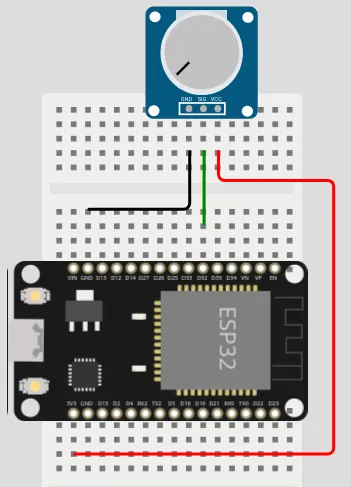 GND SIG VCC
VIN GND D13 D12 D14 D27 D26 D25 D33 D32 D35 D34 VN VP EN
ESP32
3V3 GND D15 D2 D4 RX2 TX2 D5 D18 D19 D21 RX0 TX0 D22 D23